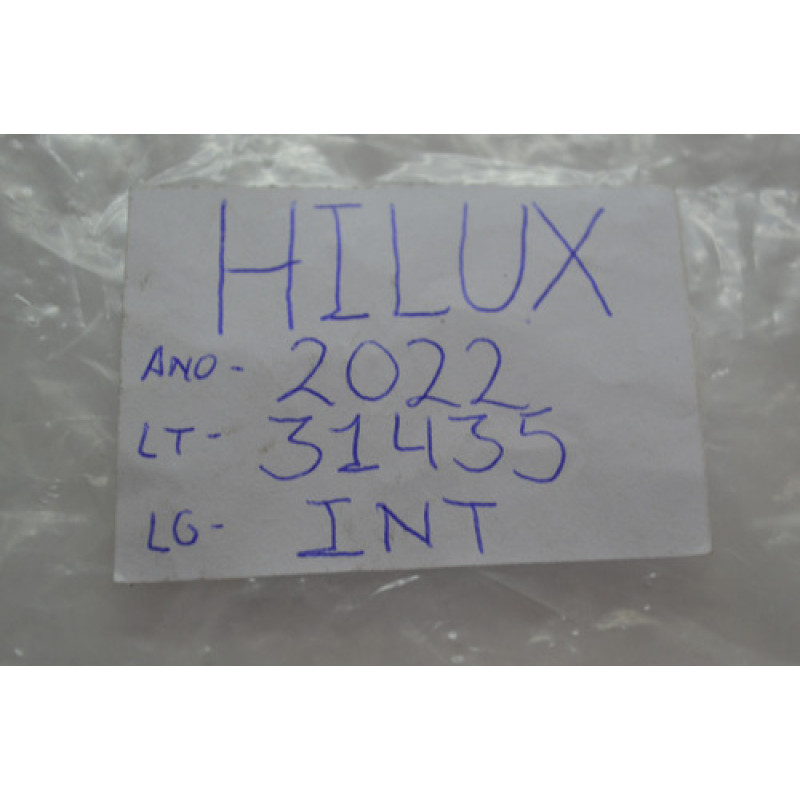 HILUX
ANO - 2022
LT - 31435
LG - INT